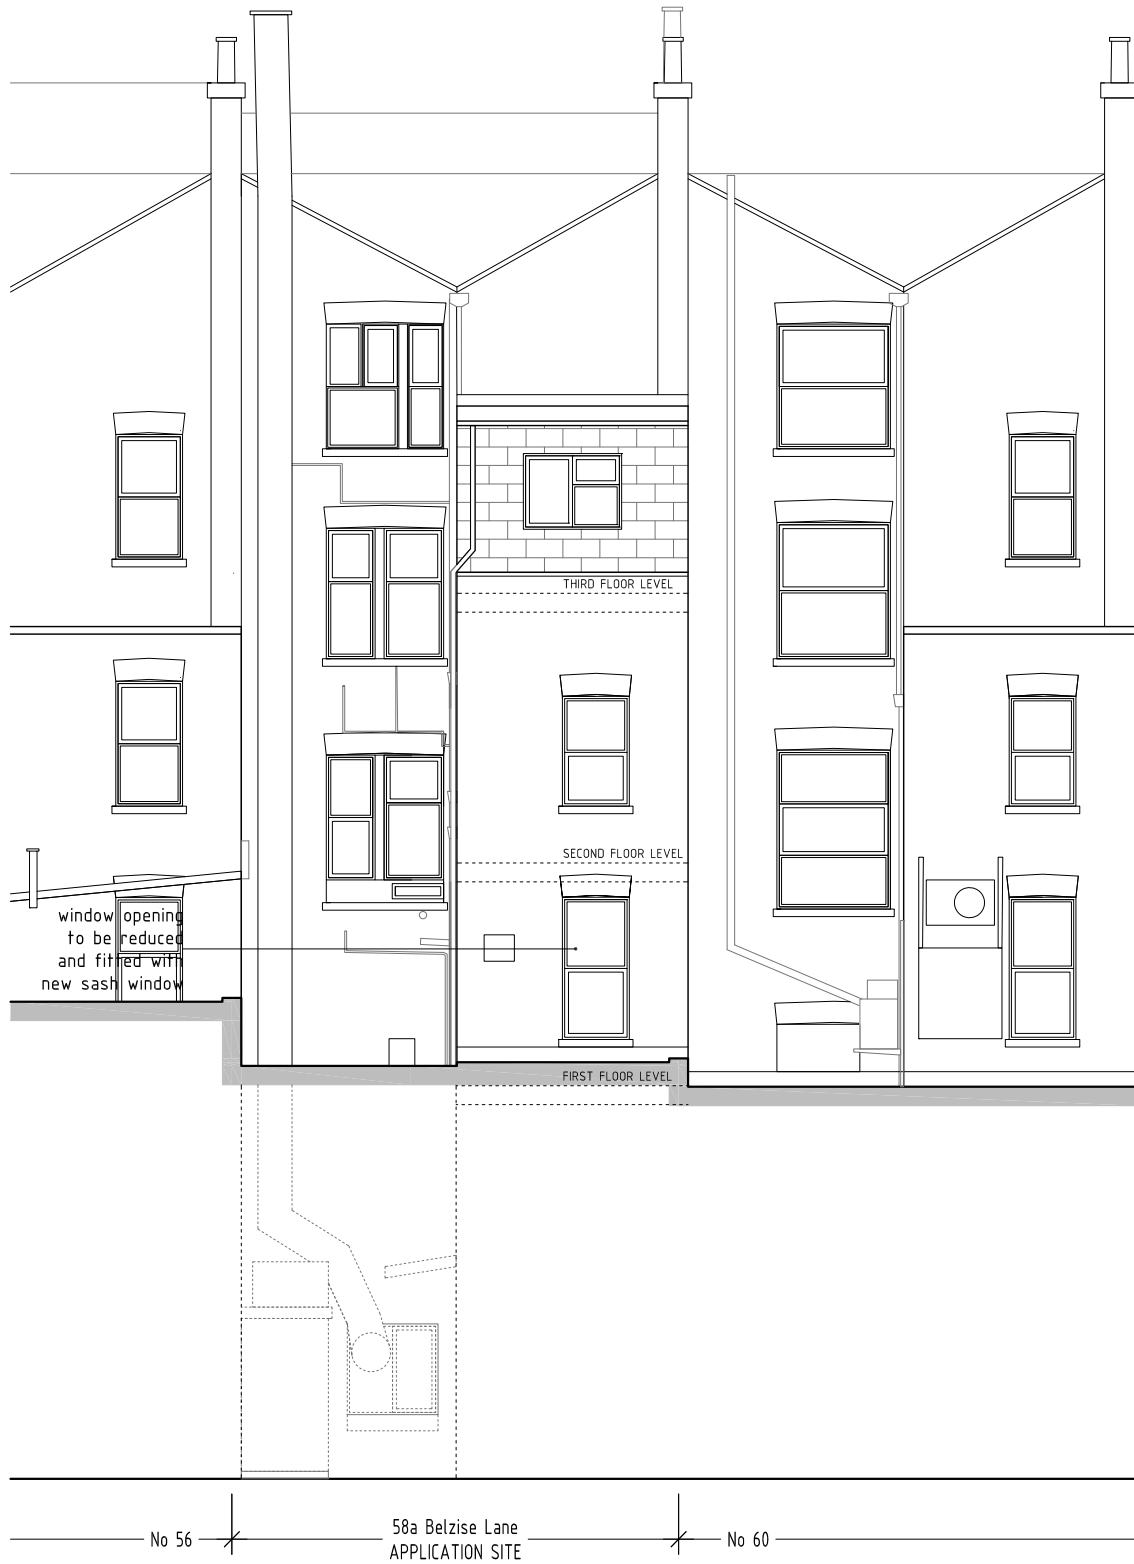 THIRD FLOOR LEVEL
SECOND FLOOR LEVEL
window opening
to be reduced
and fitted with
new sash window
FIRST FLOOR LEVEL
No 56
58a Belzise Lane
APPLICATION SITE
No 60